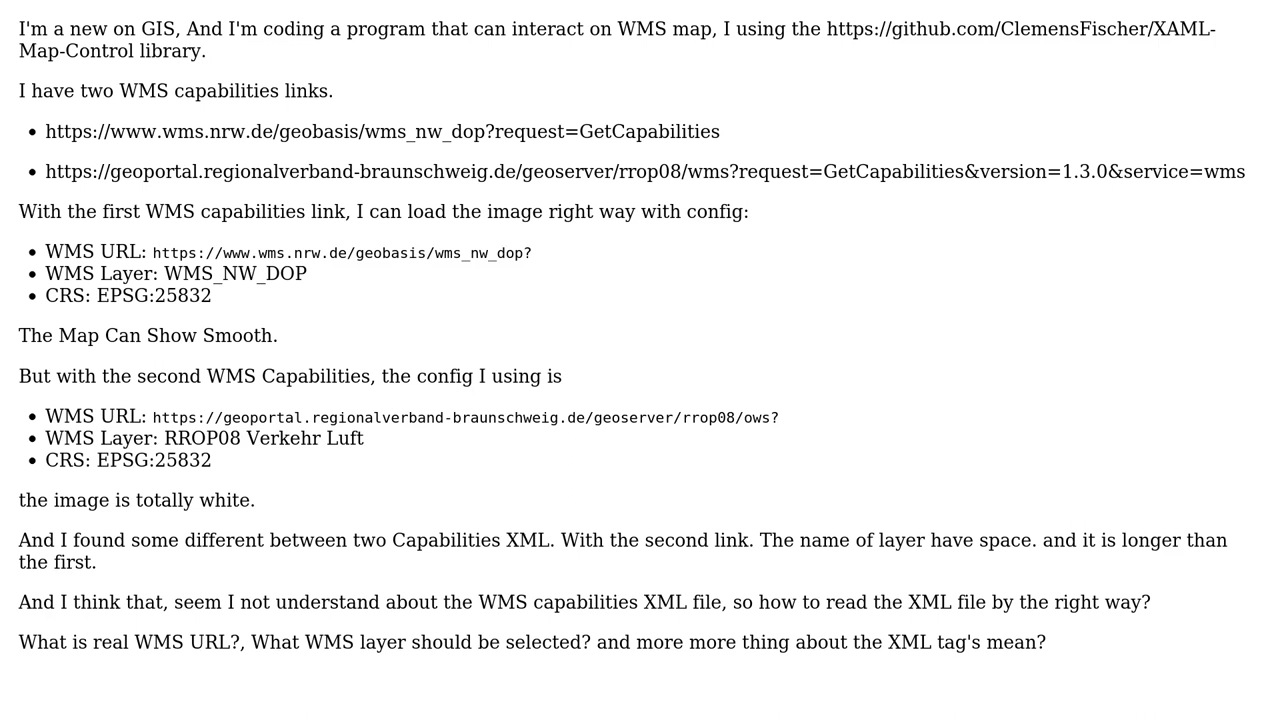 I'm a new on GIS, And I'm coding a program that can interact on WMS map, I using the https://github.com/ClemensFischer/XAML-
Map-Control library.
I have two WMS capabilities links.
• https://www.wms.nrw.de/geobasis/wms_nw_dop?request=GetCapabilities
• https://geoportal.regionalverband-braunschweig.de/geoserver/rrop08/wms?request=GetCapabilities&version=1.3.0&service=wms
With the first WMS capabilities link, I can load the image right way with config:
• WMS URL: https://www.wms.nrw.de/geobasis/wms_nw_dop?
• WMS Layer: WMS_NW_DOP
• CRS: EPSG:25832
The Map Can Show Smooth.
But with the second WMS Capabilities, the config I using is
• WMS URL: https://geoportal.regionalverband-braunschweig.de/geoserver/rrop08/ows?
• WMS Layer: RROP08 Verkehr Luft
• CRS: EPSG:25832
the image is totally white.
And I found some different between two Capabilities XML. With the second link. The name of layer have space. and it is longer than
the first.
And I think that, seem I not understand about the WMS capabilities XML file, so how to read the XML file by the right way?
What is real WMS URL?, What WMS layer should be selected? and more more thing about the XML tag's mean?